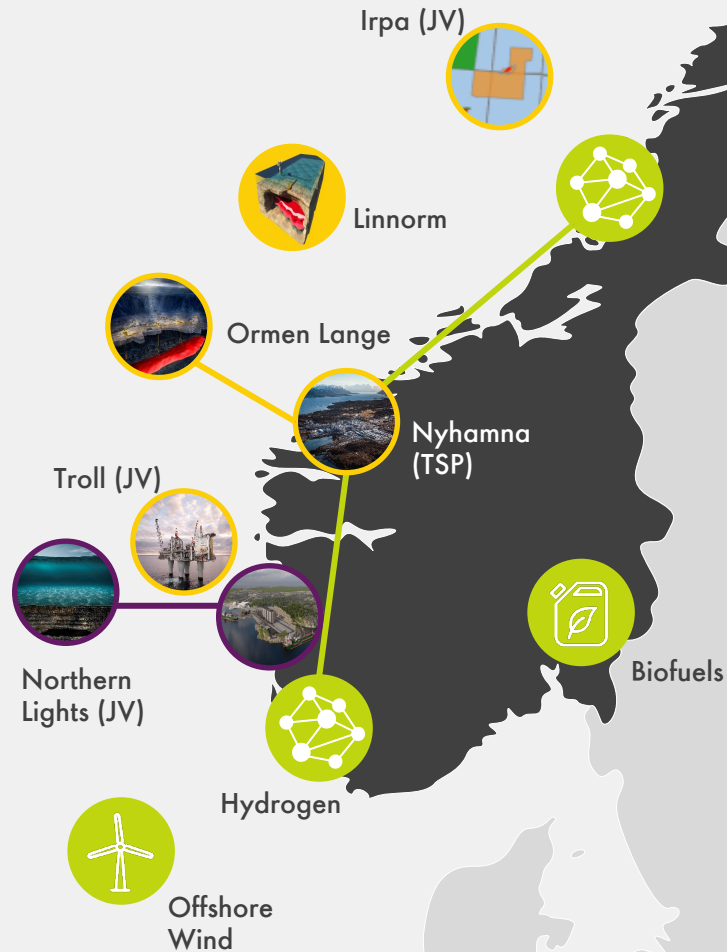 Irpa (JV)
Linnorm
Ormen Lange
Nyhamna
(TSP)
Troll (JV)
Northern
Lights (JV)
Biofuels
Hydrogen
Offshore
Wind